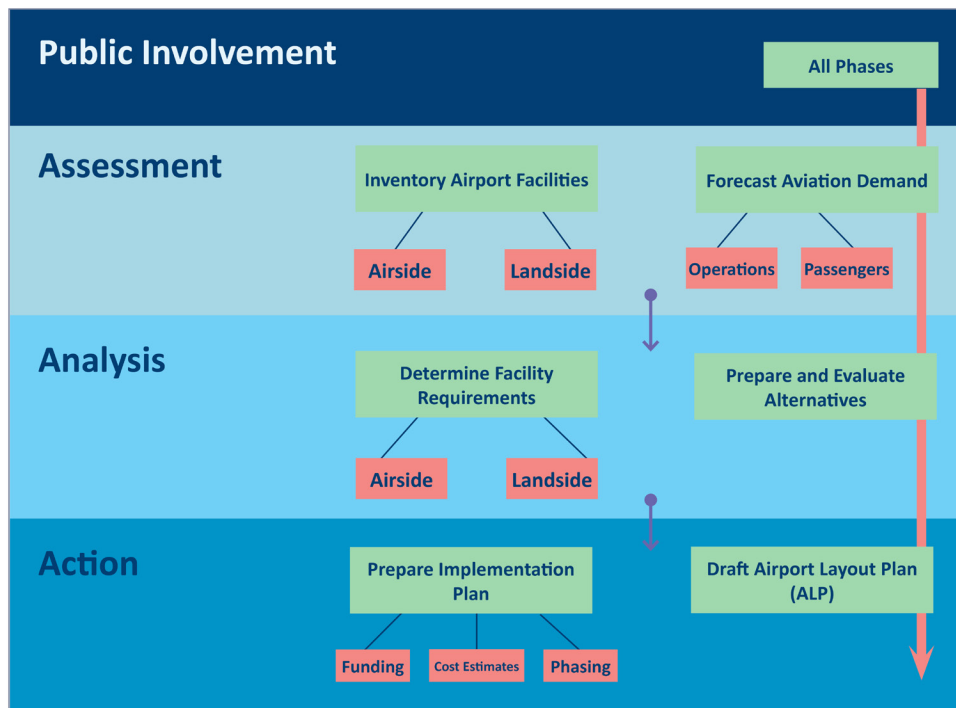 Public Involvement
All Phases
Assessment
Inventory Airport Facilities
Forecast Aviation Demand
Airside
Landside
Operations
Passengers
Analysis
Determine Facility
Requirements
Prepare and Evaluate
Alternatives
Airside
Landside
Action
Prepare Implementation
Plan
Draft Airport Layout Plan
(ALP)
Funding
Cost Estimates
Phasing